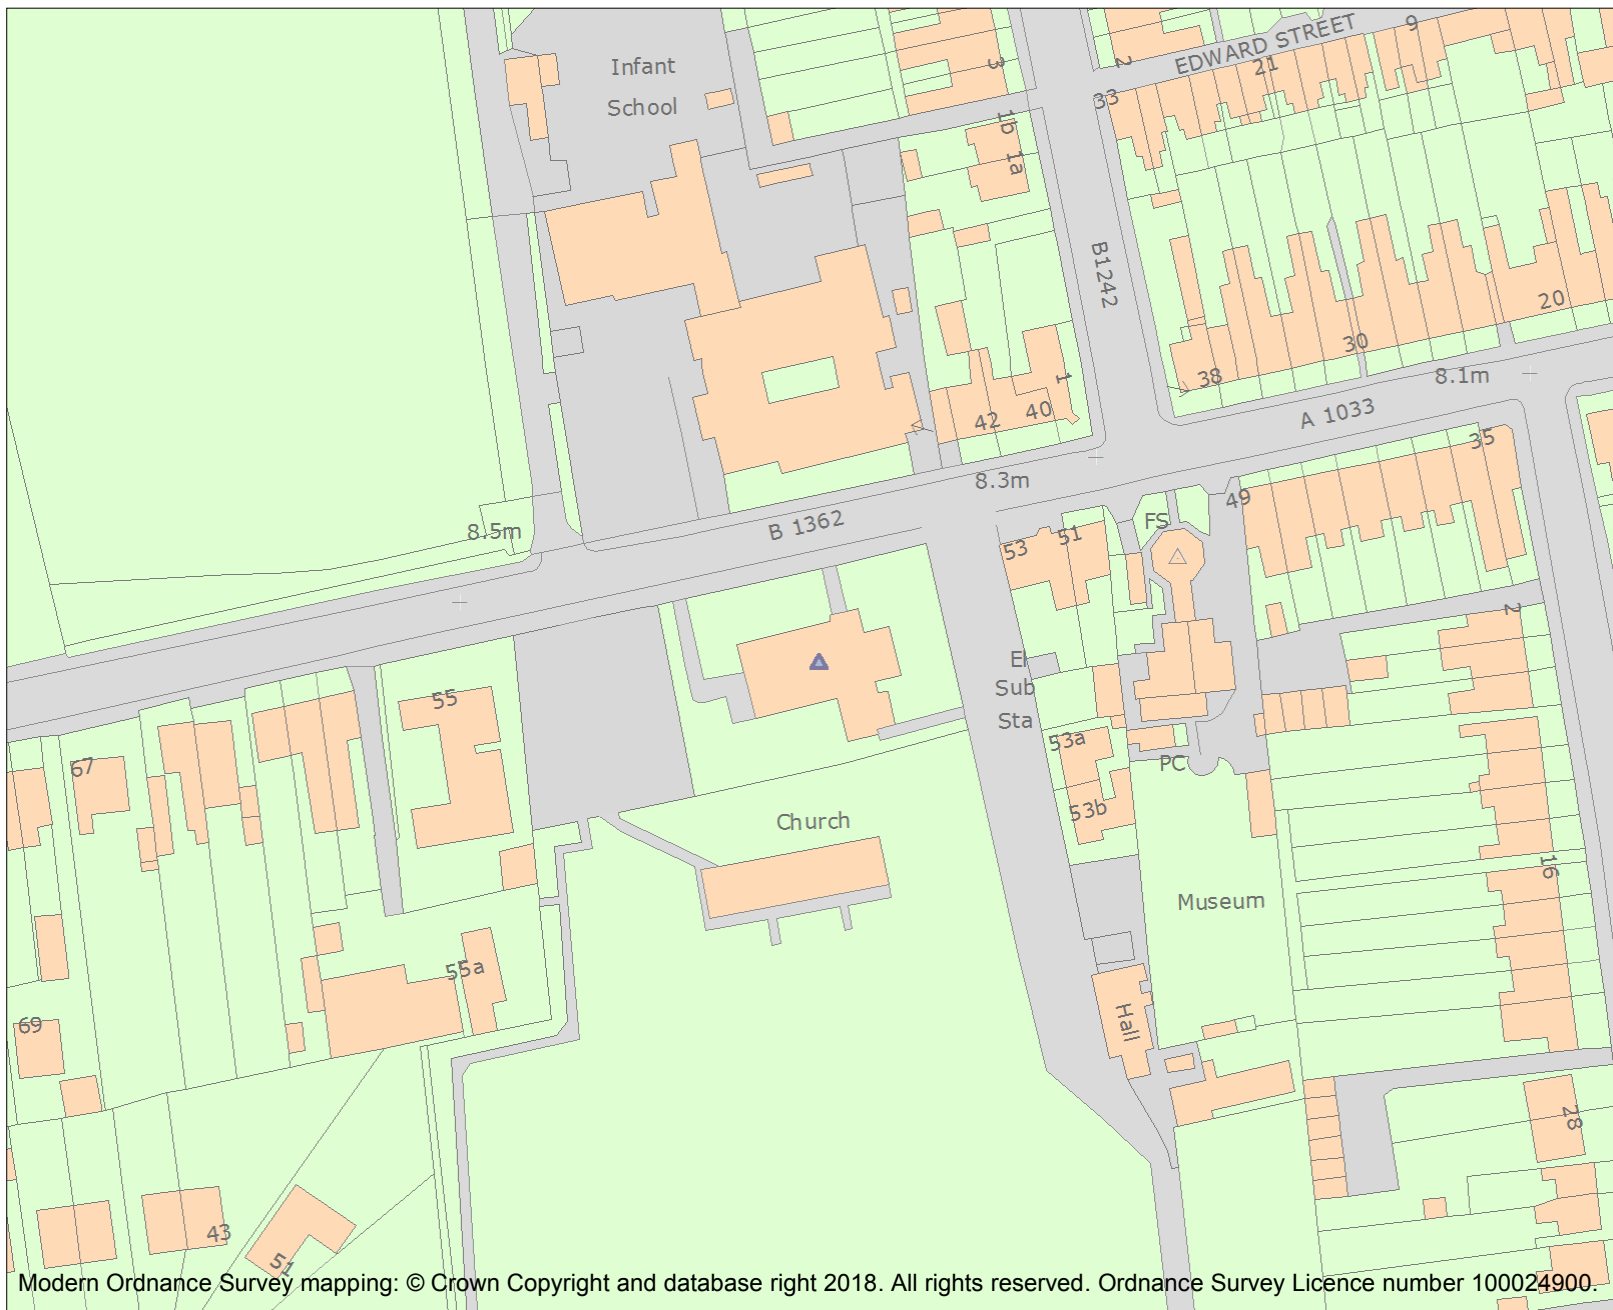 EDWARD STREET
9
2
21
33
3
Infant
School
1b
1a
B1242
20
30
38
8.1m
A 1033
1
40
42
35
8.3m
49
B 1362
8.5m
FS
51
53
2
El
Sub
Sta
55
53a
67
PC
53b
Church
16
Museum
55a
Hall
69
28
43
51
Modern Ordnance Survey mapping: © Crown Copyright and database right 2018. All rights reserved. Ordnance Survey Licence number 100024900.